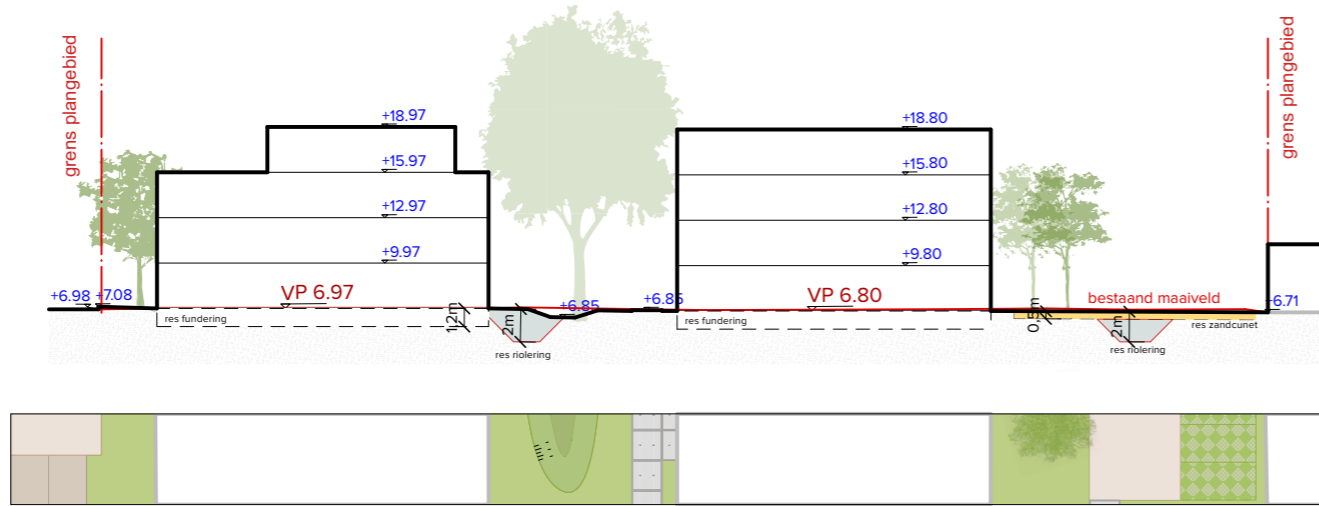 grens plangebied
grens plangebied
+18.97
+18.80
+15.97
+15.80
+12.97
+12.80
+9.97
+9.80
+6.98
+7.08
VP 6.97
+6.85
+6.85
VP 6.80
bestaand maaiveld
+6.71
res fundering
1,2m
2m
res riolering
res fundering
0,5m
res zandcunet
2m
res riolering